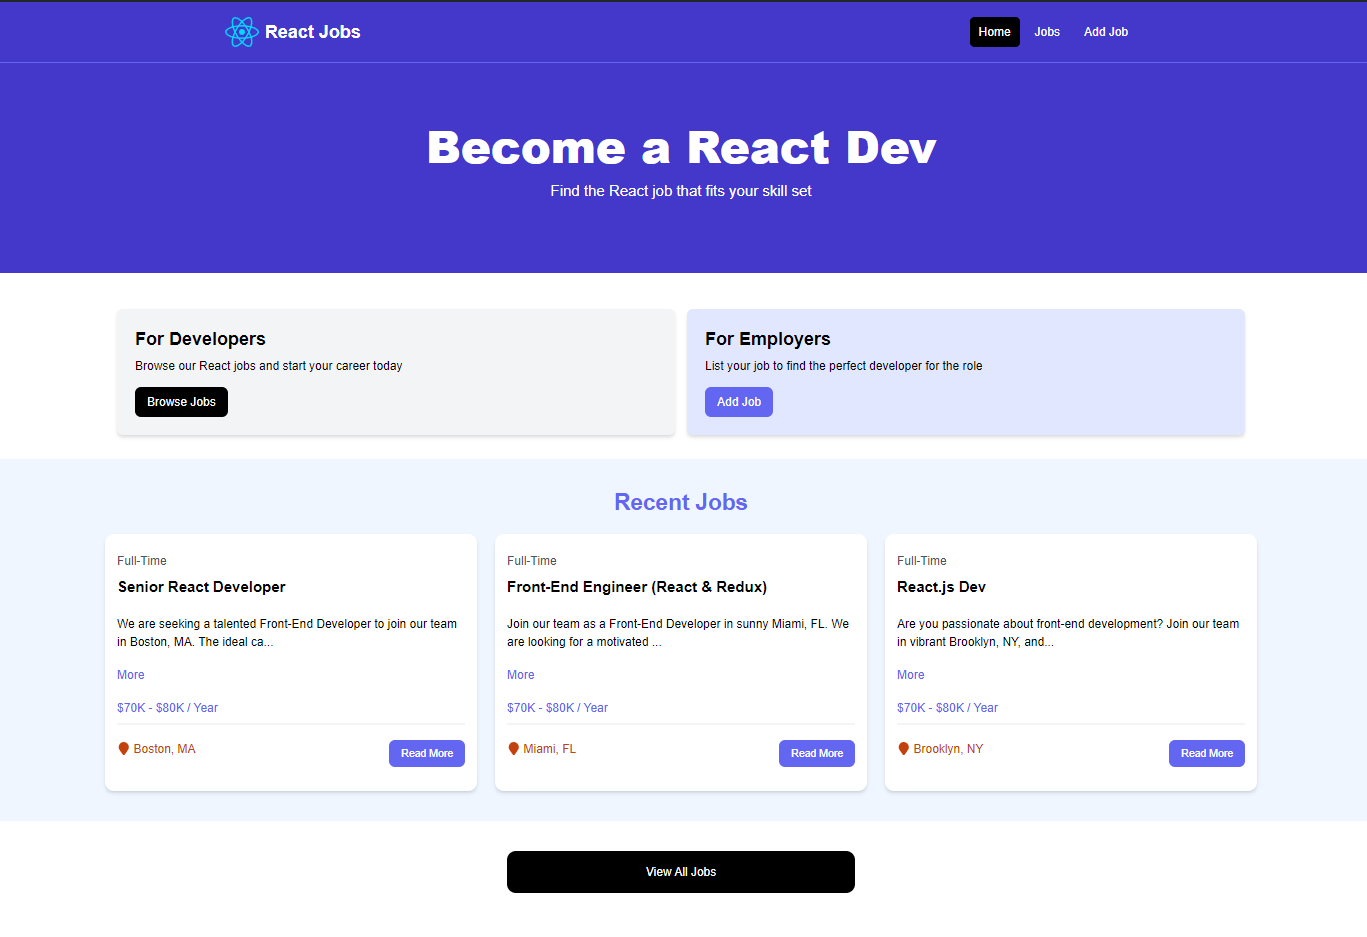 React Jobs
Home
Jobs
Add Job
Become a React Dev
Find the React job that fits your skill set
For Developers
Browse our React jobs and start your career today
Browse Jobs
For Employers
List your job to find the perfect developer for the role
Add Job
Recent Jobs
Full-Time
Senior React Developer
We are seeking a talented Front-End Developer to join our team
in Boston, MA. The ideal ca...
More
$70K - $80K / Year
Boston, MA
Read More
Full-Time
Front-End Engineer (React & Redux)
Join our team as a Front-End Developer in sunny Miami, FL. We
are looking for a motivated ...
More
$70K - $80K / Year
Miami, FL
Read More
Full-Time
React.js Dev
Are you passionate about front-end development? Join our team
in vibrant Brooklyn, NY, and...
More
$70K - $80K / Year
Brooklyn, NY
Read More
View All Jobs